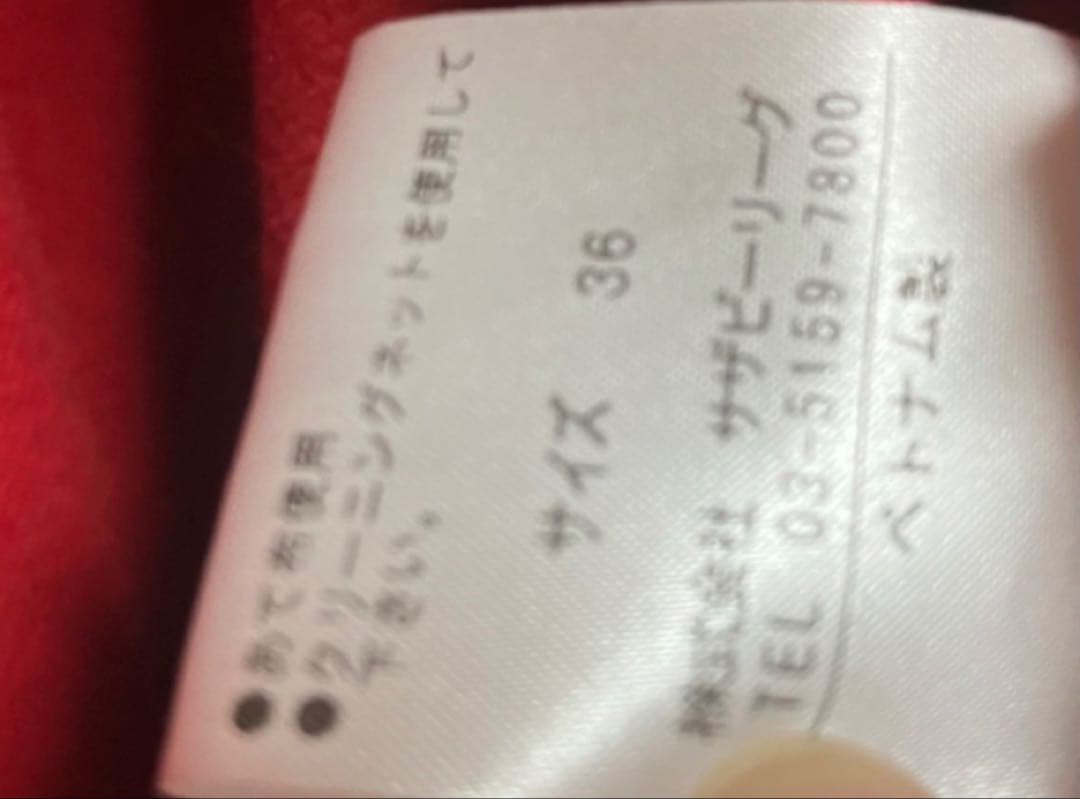 ●あて布使用
●クリーニングネットを使用して
下さい。
サイズ 36
株式会社 サザビーリーグ
TEL 03-5159-7800
ベトナム製